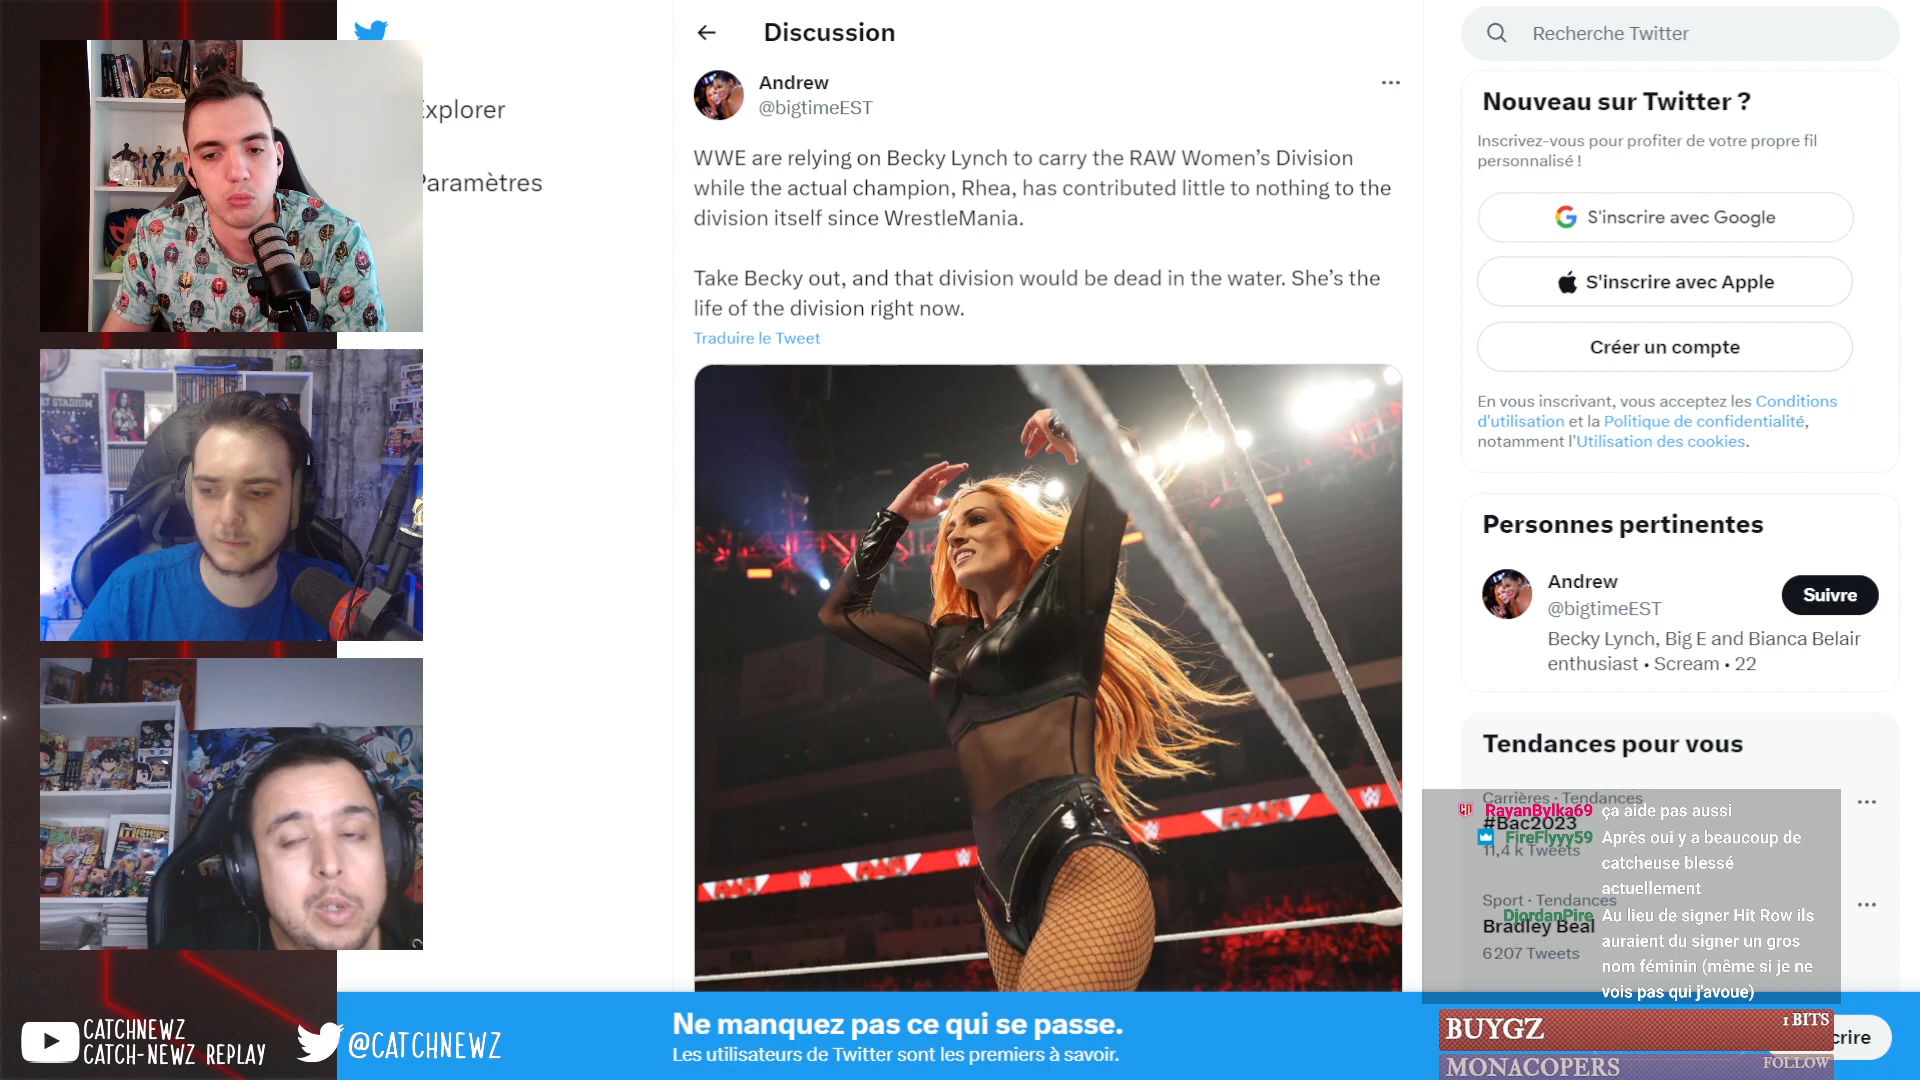 Explorer
Paramètres
Discussion
Andrew
@bigtimeEST
WWE are relying on Becky Lynch to carry the RAW Women's Division
while the actual champion, Rhea, has contributed little to nothing to the
division itself since WrestleMania.
Take Becky out, and that division would be dead in the water. She's the
life of the division right now.
Traduire le Tweet
RAW
RAW
RAW
Recherche Twitter
Nouveau sur Twitter ?
Inscrivez-vous pour profiter de votre propre fil
personnalisé !
S'inscrire avec Google
S'inscrire avec Apple
Créer un compte
En vous inscrivant, vous acceptez les Conditions
d'utilisation et la Politique de confidentialité,
notamment l'Utilisation des cookies.
Personnes pertinentes
Andrew
@bigtimeEST
Suivre
Becky Lynch, Big E and Bianca Belair
enthusiast • Scream • 22
Tendances pour vous
Carrières · Tendances
#Bac2023
11,4 k Tweets
Sport · Tendances
Bradley Beal
6 207 Tweets
RayanBylka69 ça aide pas aussi
FireFlyyy59 Après oui y a beaucoup de
catcheuse blessé
actuellement
DjordanPire Au lieu de signer Hit Row ils
auraient du signer un gros
nom féminin (même si je ne
vois pas qui j'avoue)
CATCHNEWZ
CATCH-NEWZ REPLAY
@CATCHNEWZ
Ne manquez pas ce qui se passe.
Les utilisateurs de Twitter sont les premiers à savoir.
BUYGZ 1 BITS
MONACOPERS FOLLOW
crire